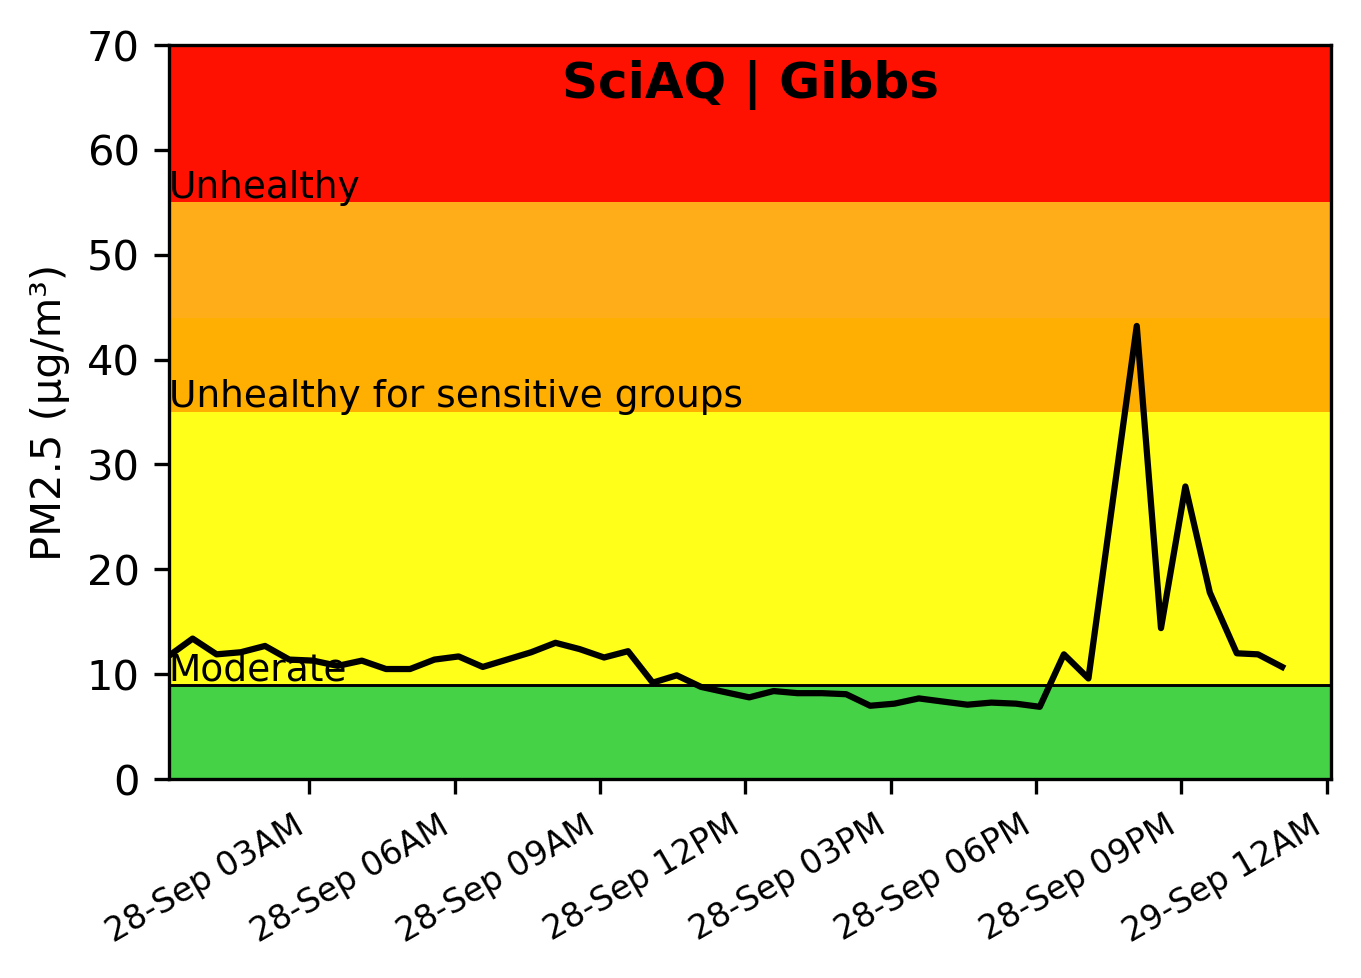 SciAQ | Gibbs
PM2.5 (µg/m³)
70
60
50
40
30
20
10
0
Unhealthy
Unhealthy for sensitive groups
Moderate
28-Sep 03AM
28-Sep 06AM
28-Sep 09AM
28-Sep 12PM
28-Sep 03PM
28-Sep 06PM
28-Sep 09PM
29-Sep 12AM